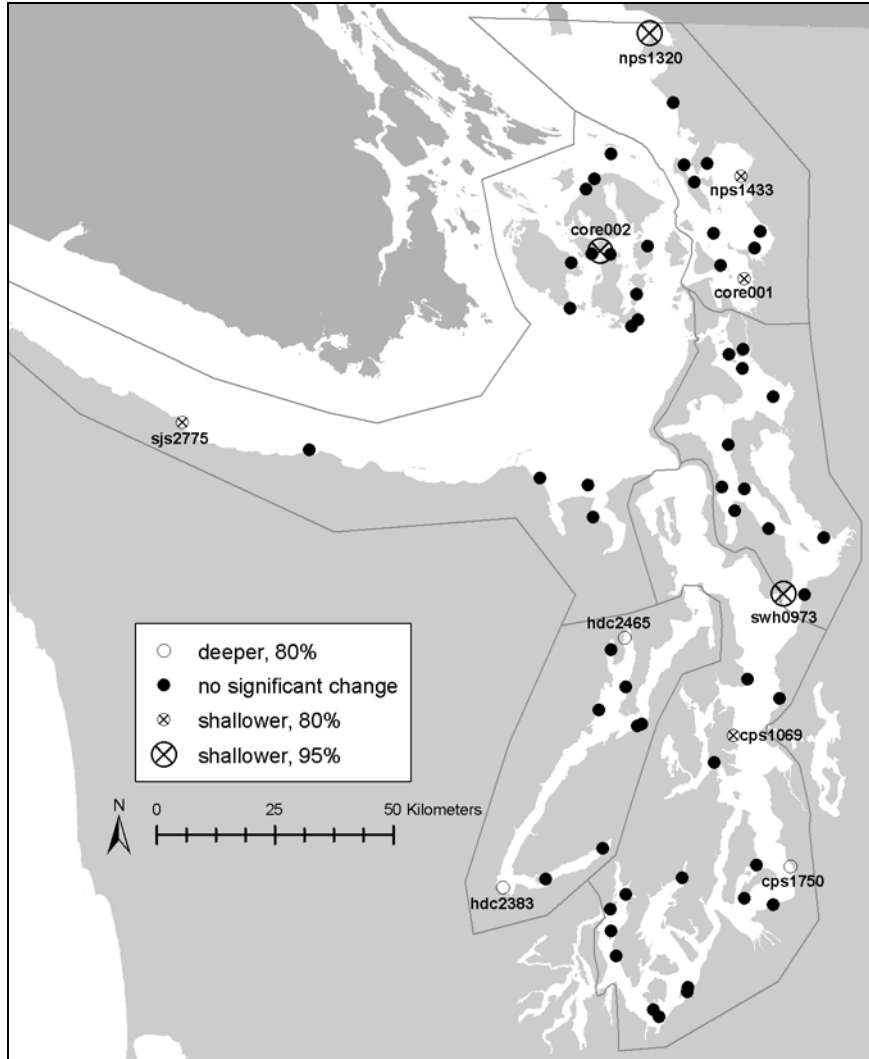 nps1320
nps1433
core002
core001
sjs2775
swh0973
hdc2465
deeper, 80%
no significant change
shallower, 80%
shallower, 95%
cps1069
N
0 25 50 Kilometers
cps1750
hdc2383